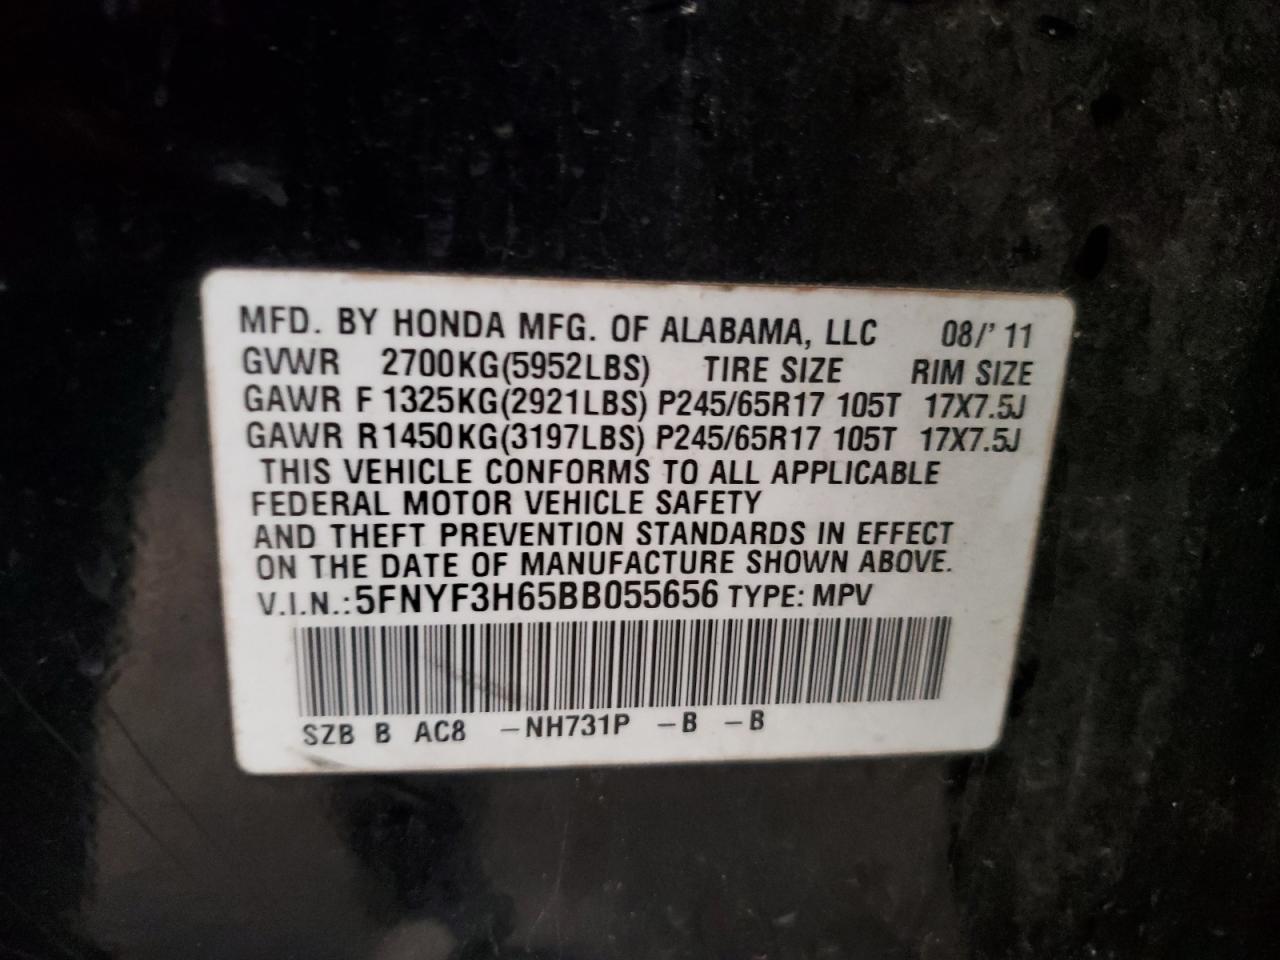 MFD. BY HONDA MFG. OF ALABAMA, LLC 08/'11
GVWR 2700KG(5952LBS) TIRE SIZE RIM SIZE
GAWR F 1325KG(2921LBS) P245/65R17 105T 17X7.5J
GAWR R1450KG(3197LBS) P245/65R17 105T 17X7.5J
THIS VEHICLE CONFORMS TO ALL APPLICABLE
FEDERAL MOTOR VEHICLE SAFETY
AND THEFT PREVENTION STANDARDS IN EFFECT
ON THE DATE OF MANUFACTURE SHOWN ABOVE.
V.I.N.:5FNYF3H65BB055656 TYPE: MPV
SZB B AC8 -NH731P -B -B